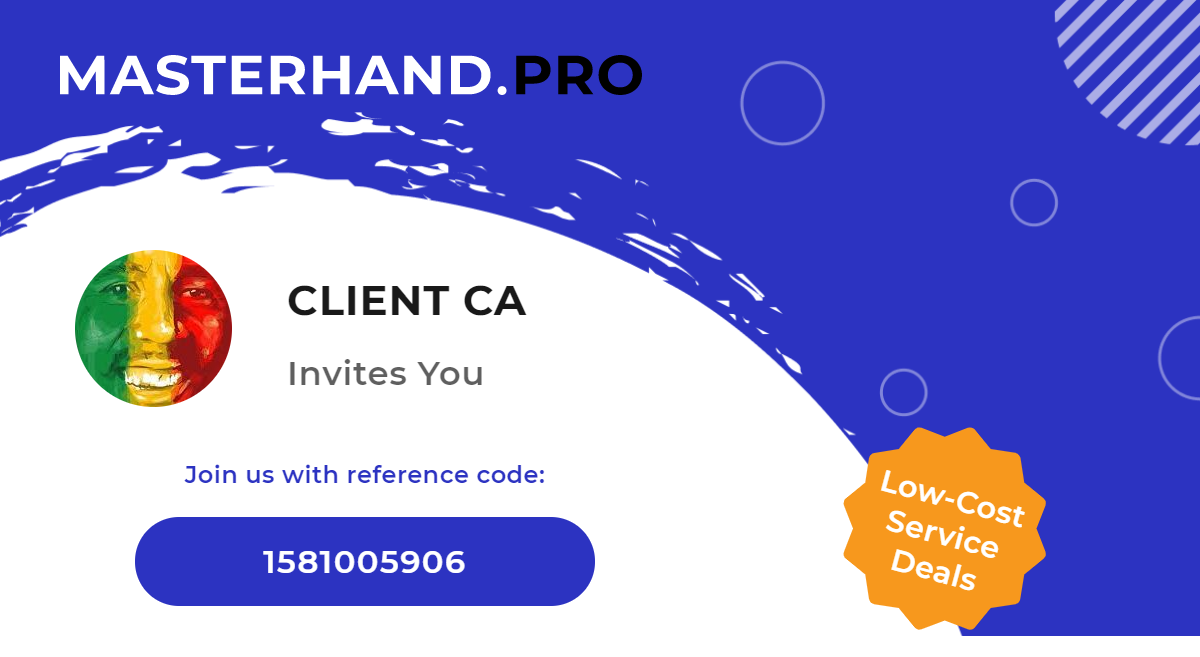 MASTERHAND.PRO
CLIENT CA
Invites You
Join us with reference code:
1581005906
Low-Cost
Service
Deals